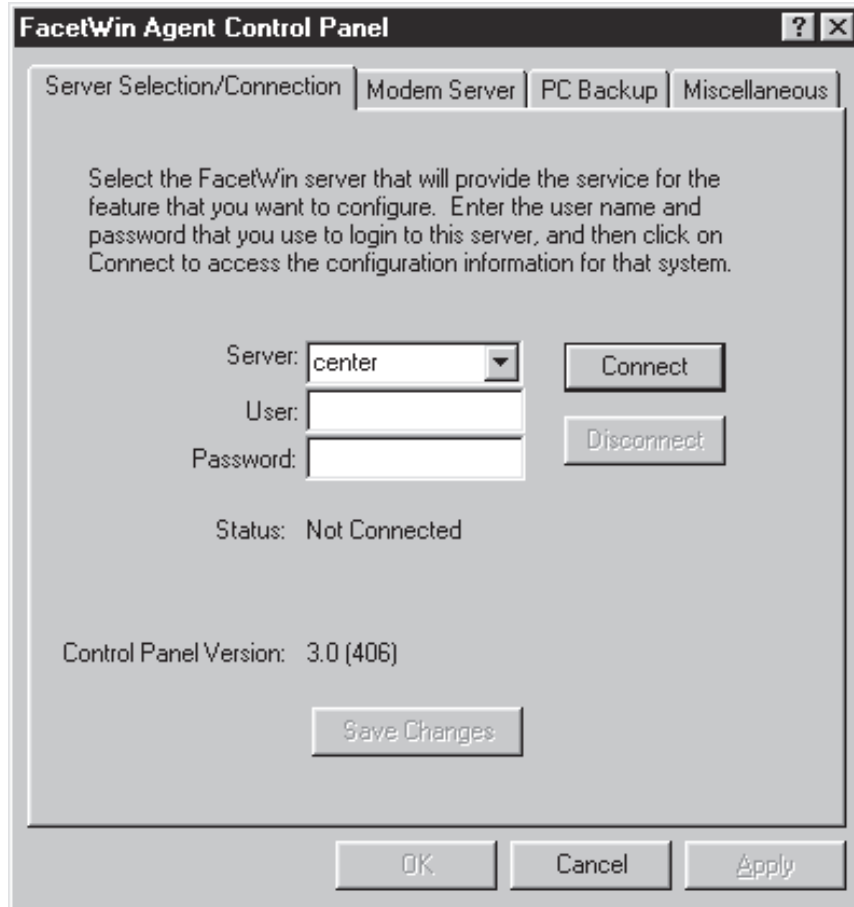 FacetWin Agent Control Panel
Server Selection/Connection Modem Server PC Backup Miscellaneous
Select the FacetWin server that will provide the service for the
feature that you want to configure. Enter the user name and
password that you use to login to this server, and then click on
Connect to access the configuration information for that system.
Server: center Connect
User:
Disconnect
Password:
Status: Not Connected
Control Panel Version: 3.0 (406)
Save Changes
OK Cancel Apply